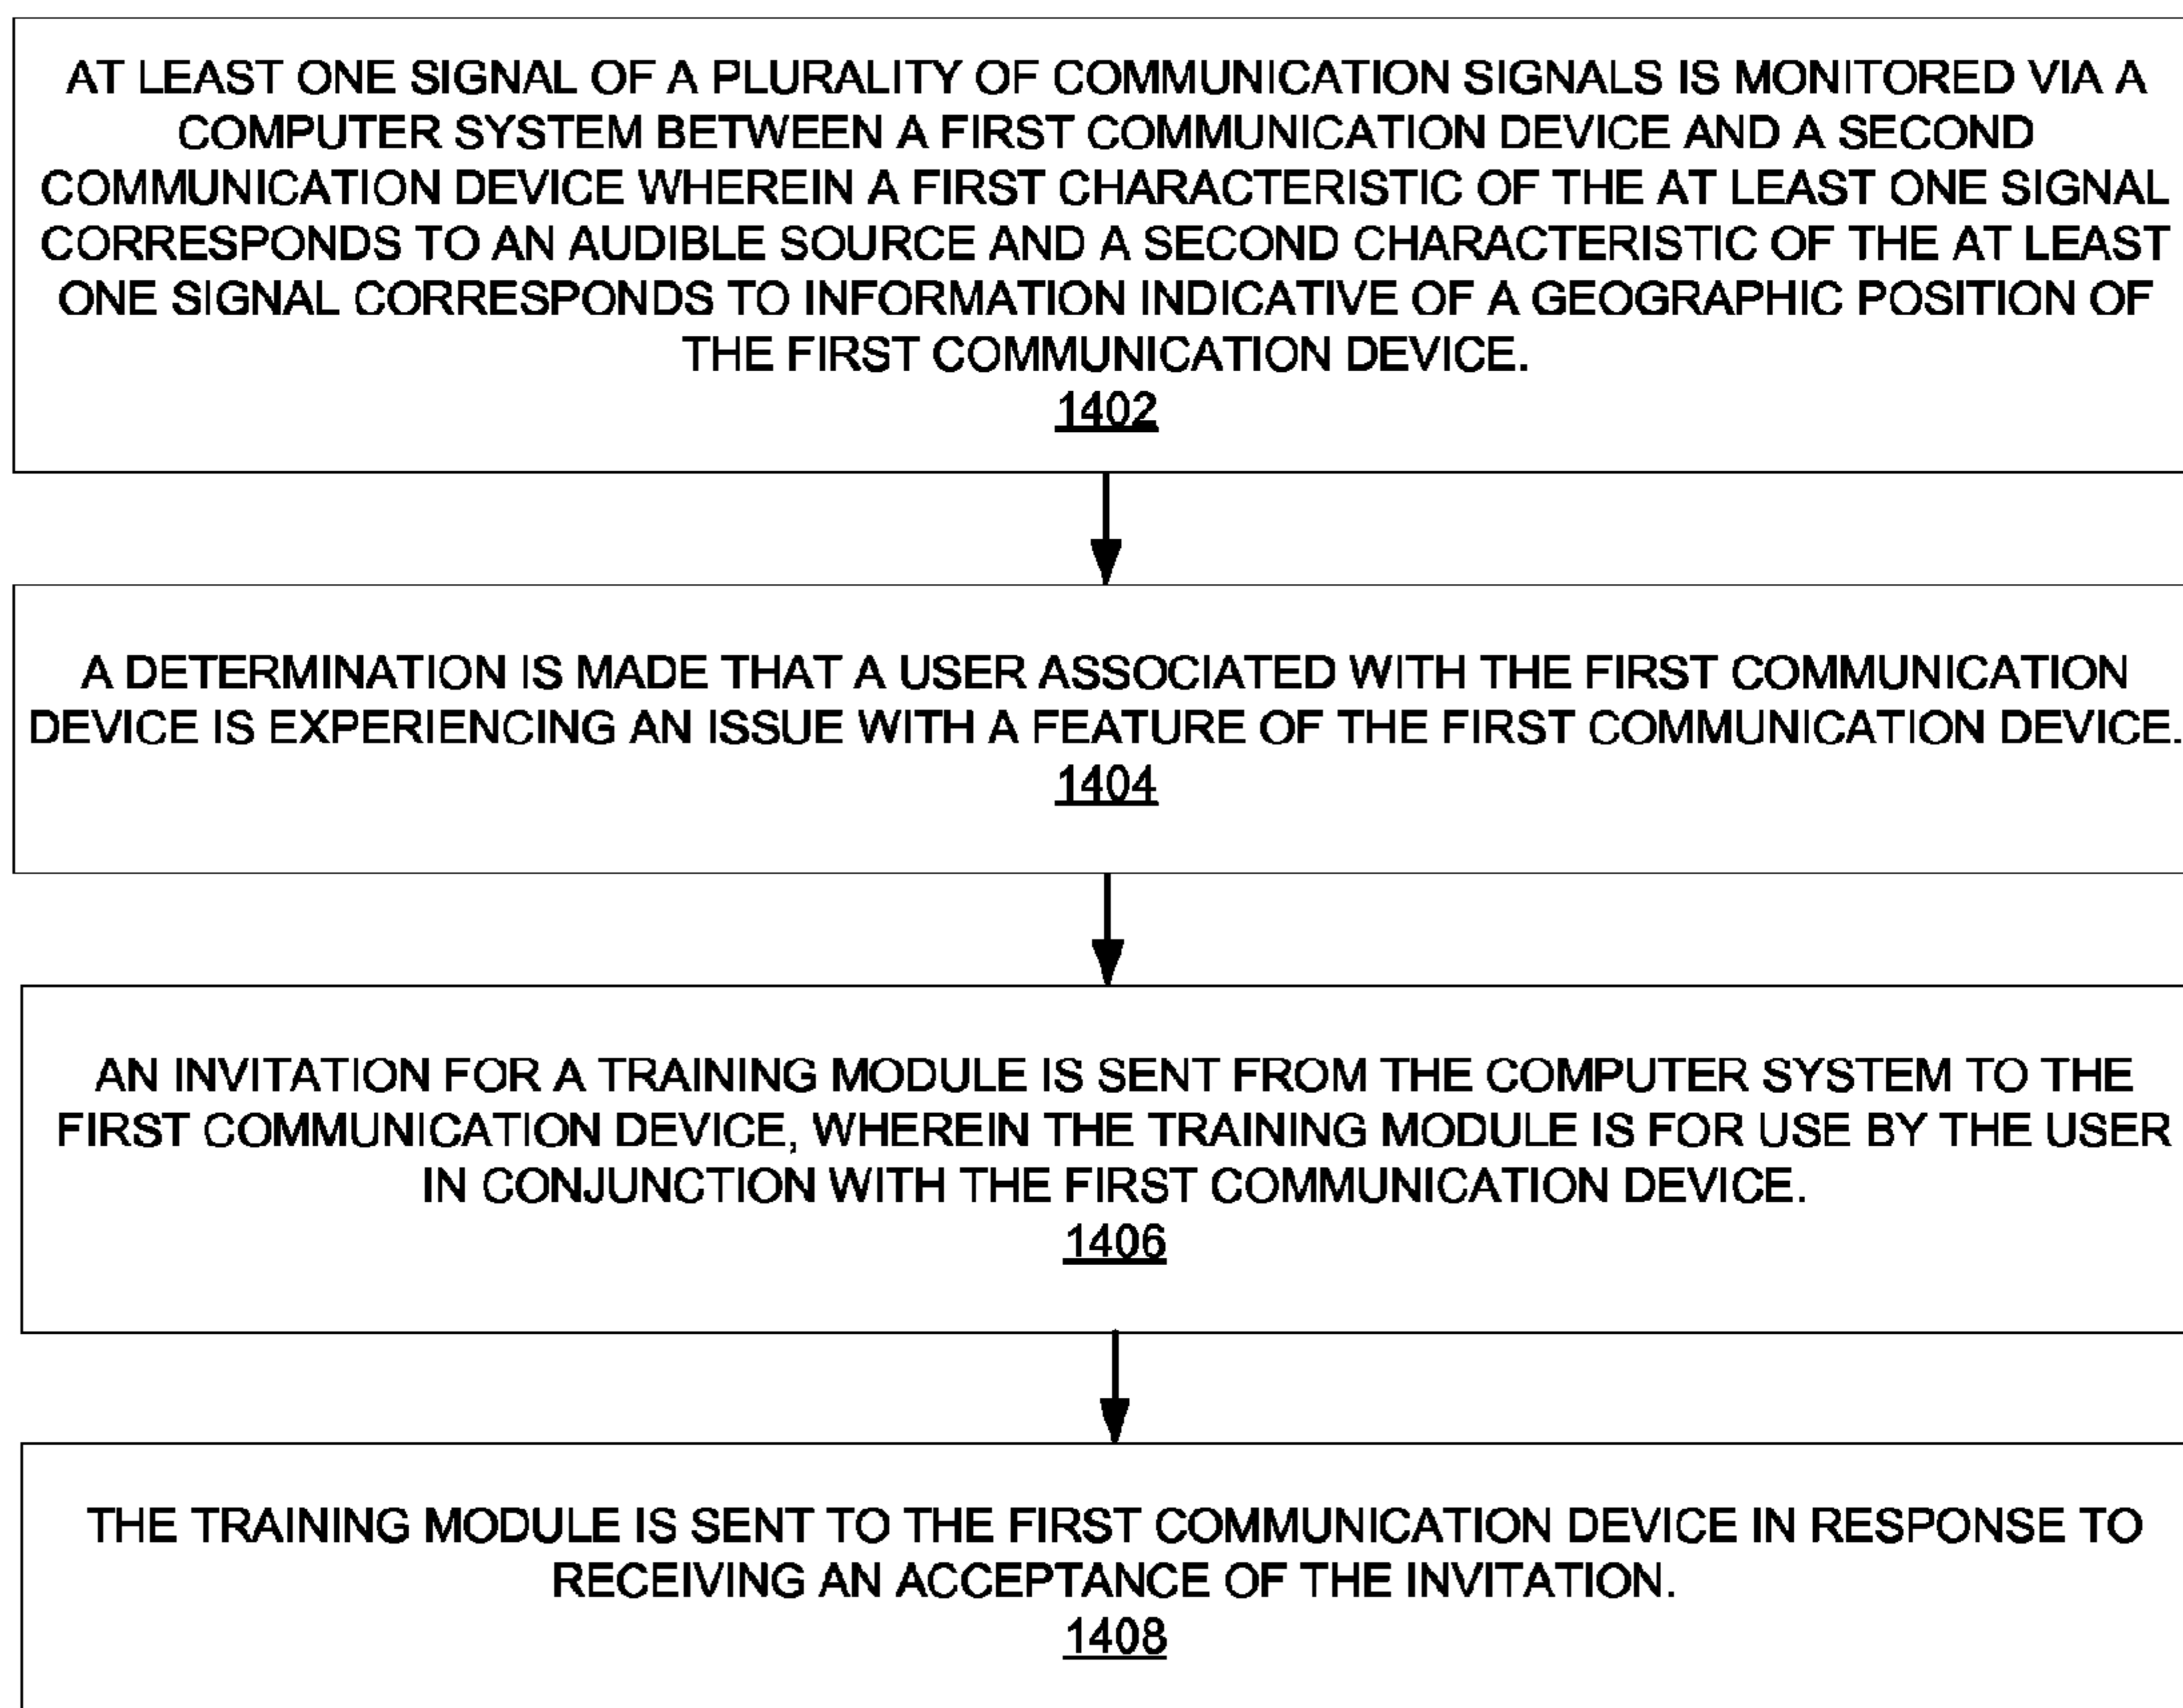 AT LEAST ONE SIGNAL OF A PLURALITY OF COMMUNICATION SIGNALS IS MONITORED VIA A
COMPUTER SYSTEM BETWEEN A FIRST COMMUNICATION DEVICE AND A SECOND
COMMUNICATION DEVICE WHEREIN A FIRST CHARACTERISTIC OF THE AT LEAST ONE SIGNAL
CORRESPONDS TO AN AUDIBLE SOURCE AND A SECOND CHARACTERISTIC OF THE AT LEAST
ONE SIGNAL CORRESPONDS TO INFORMATION INDICATIVE OF A GEOGRAPHIC POSITION OF
THE FIRST COMMUNICATION DEVICE.
1402
A DETERMINATION IS MADE THAT A USER ASSOCIATED WITH THE FIRST COMMUNICATION
DEVICE IS EXPERIENCING AN ISSUE WITH A FEATURE OF THE FIRST COMMUNICATION DEVICE.
1404
AN INVITATION FOR A TRAINING MODULE IS SENT FROM THE COMPUTER SYSTEM TO THE
FIRST COMMUNICATION DEVICE, WHEREIN THE TRAINING MODULE IS FOR USE BY THE USER
IN CONJUNCTION WITH THE FIRST COMMUNICATION DEVICE.
1406
THE TRAINING MODULE IS SENT TO THE FIRST COMMUNICATION DEVICE IN RESPONSE TO
RECEIVING AN ACCEPTANCE OF THE INVITATION.
1408